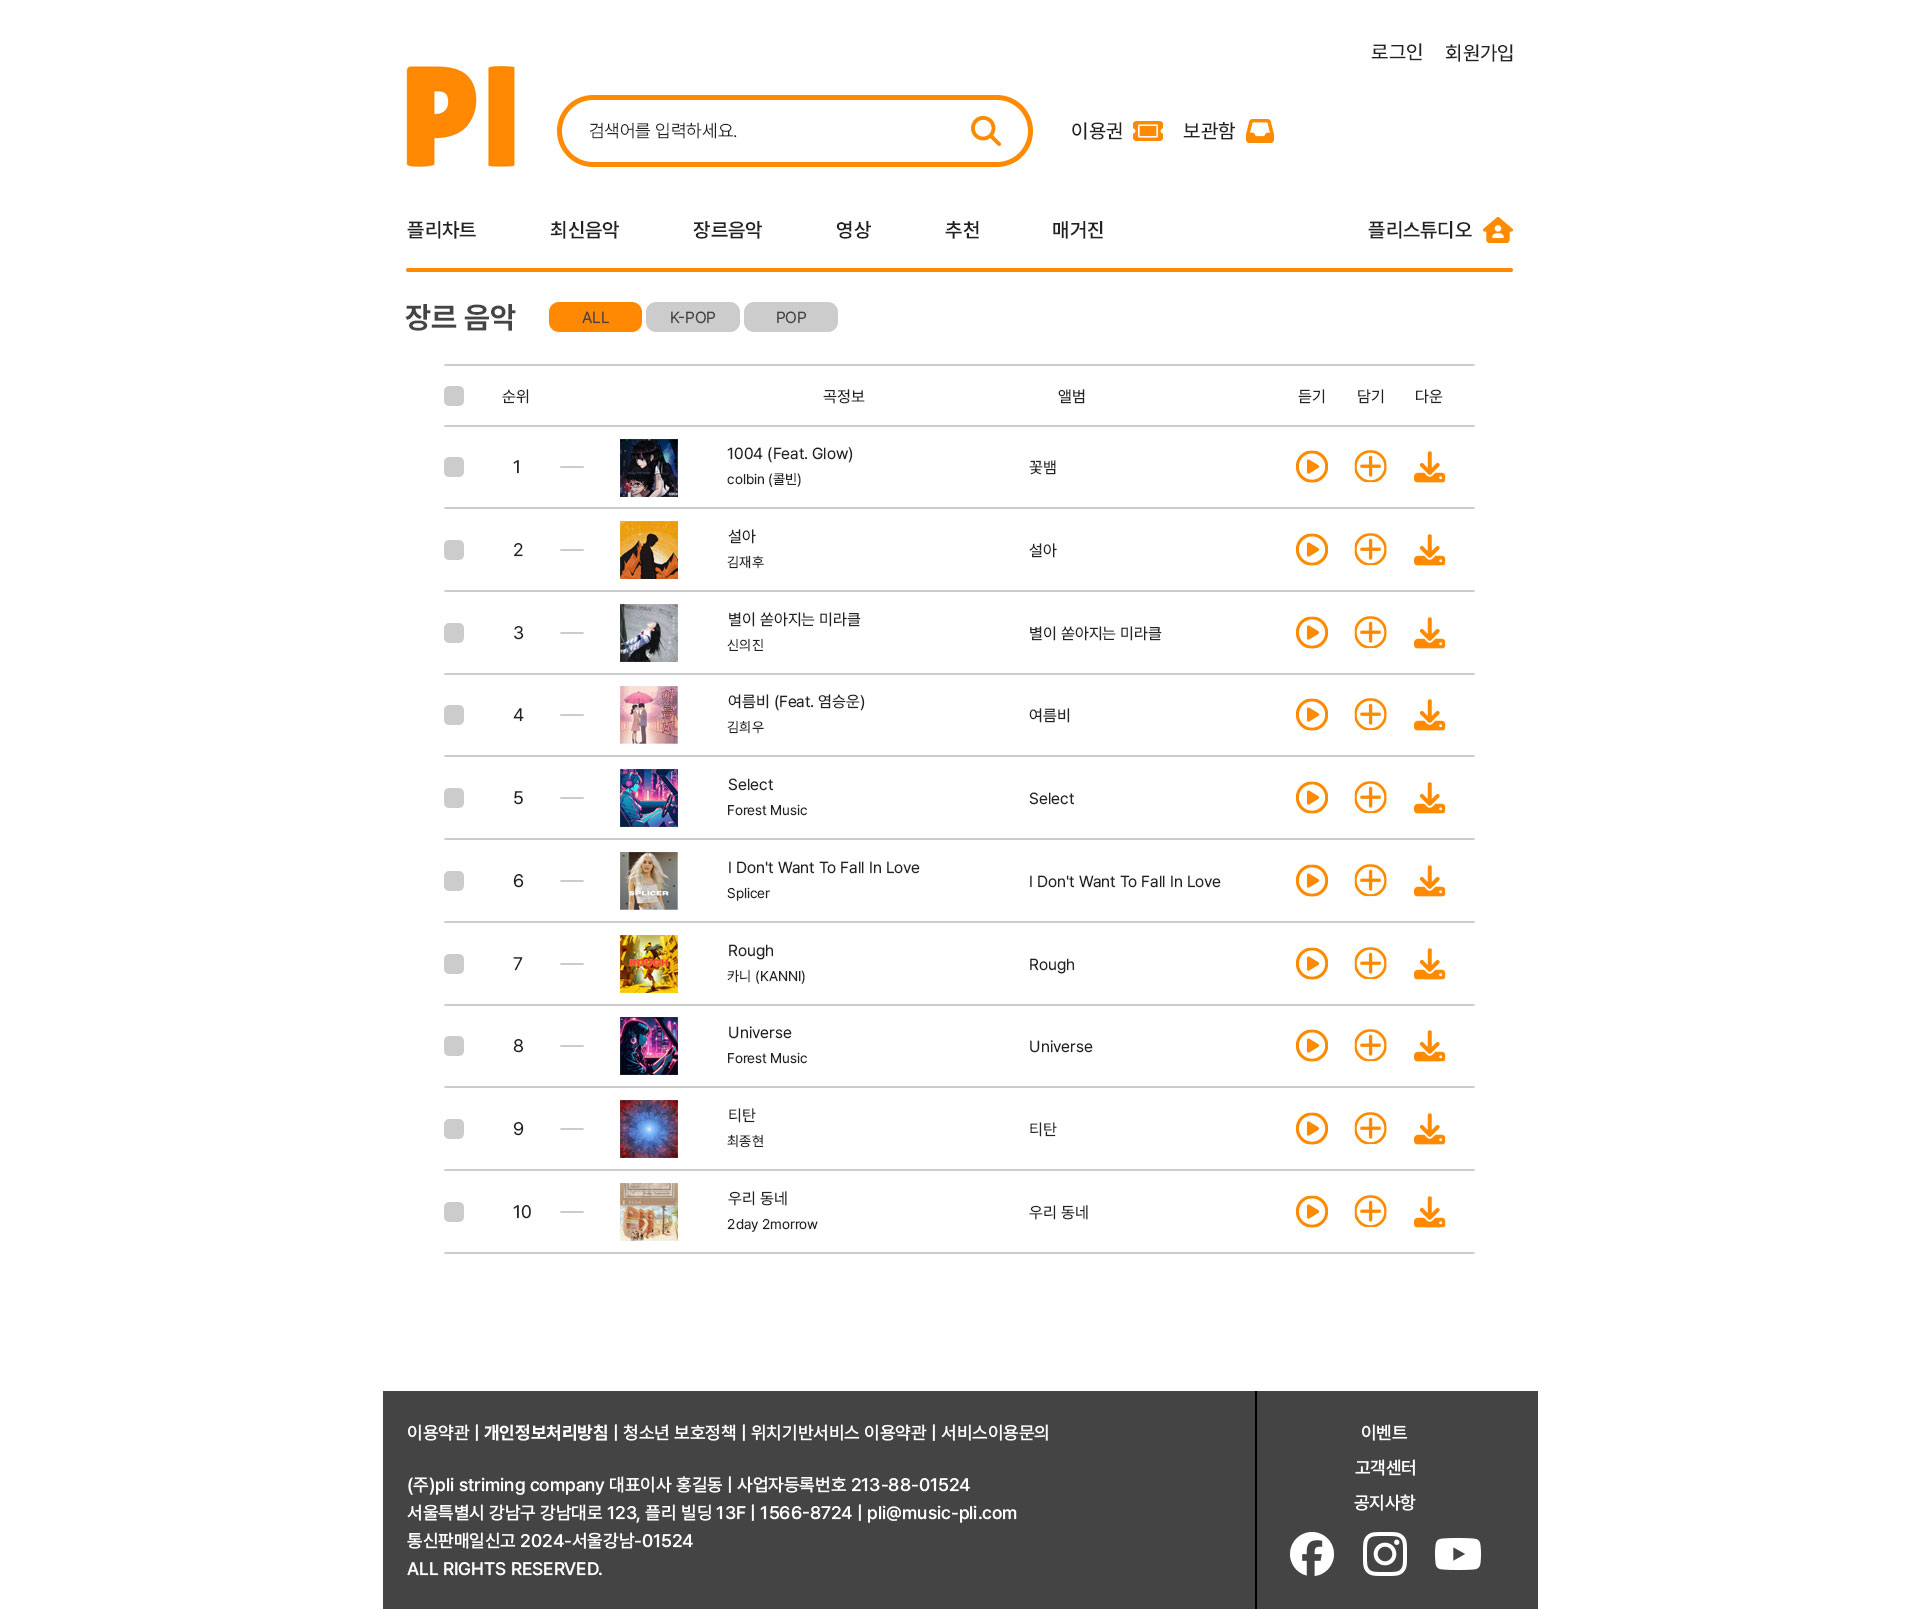 로그인 회원가입
PI
검색어를 입력하세요.
이용권 보관함
플리차트 최신음악 장르음악 영상 추천 매거진 플리스튜디오
장르 음악 ALL K-POP POP
순위 곡정보 앨범 듣기 담기 다운
1 1004 (Feat. Glow) 꽃뱀
colbin (콜빈)
2 설아 설아
김재후
3 별이 쏟아지는 미라클 별이 쏟아지는 미라클
신의진
4 여름비 (Feat. 염승운) 여름비
김희우
5 Select Select
Forest Music
6 I Don't Want To Fall In Love I Don't Want To Fall In Love
SPLICER
Splicer
7 Rough Rough
ROUGH
카니 (KANNI)
8 Universe Universe
Forest Music
9 티탄 티탄
최종현
10 우리 동네 우리 동네
2day 2morrow
이용약관 | 개인정보처리방침 | 청소년 보호정책 | 위치기반서비스 이용약관 | 서비스이용문의
(주)pli striming company 대표이사 홍길동 | 사업자등록번호 213-88-01524
서울특별시 강남구 강남대로 123, 플리 빌딩 13F | 1566-8724 | pli@music-pli.com
통신판매일신고 2024-서울강남-01524
ALL RIGHTS RESERVED.
이벤트
고객센터
공지사항